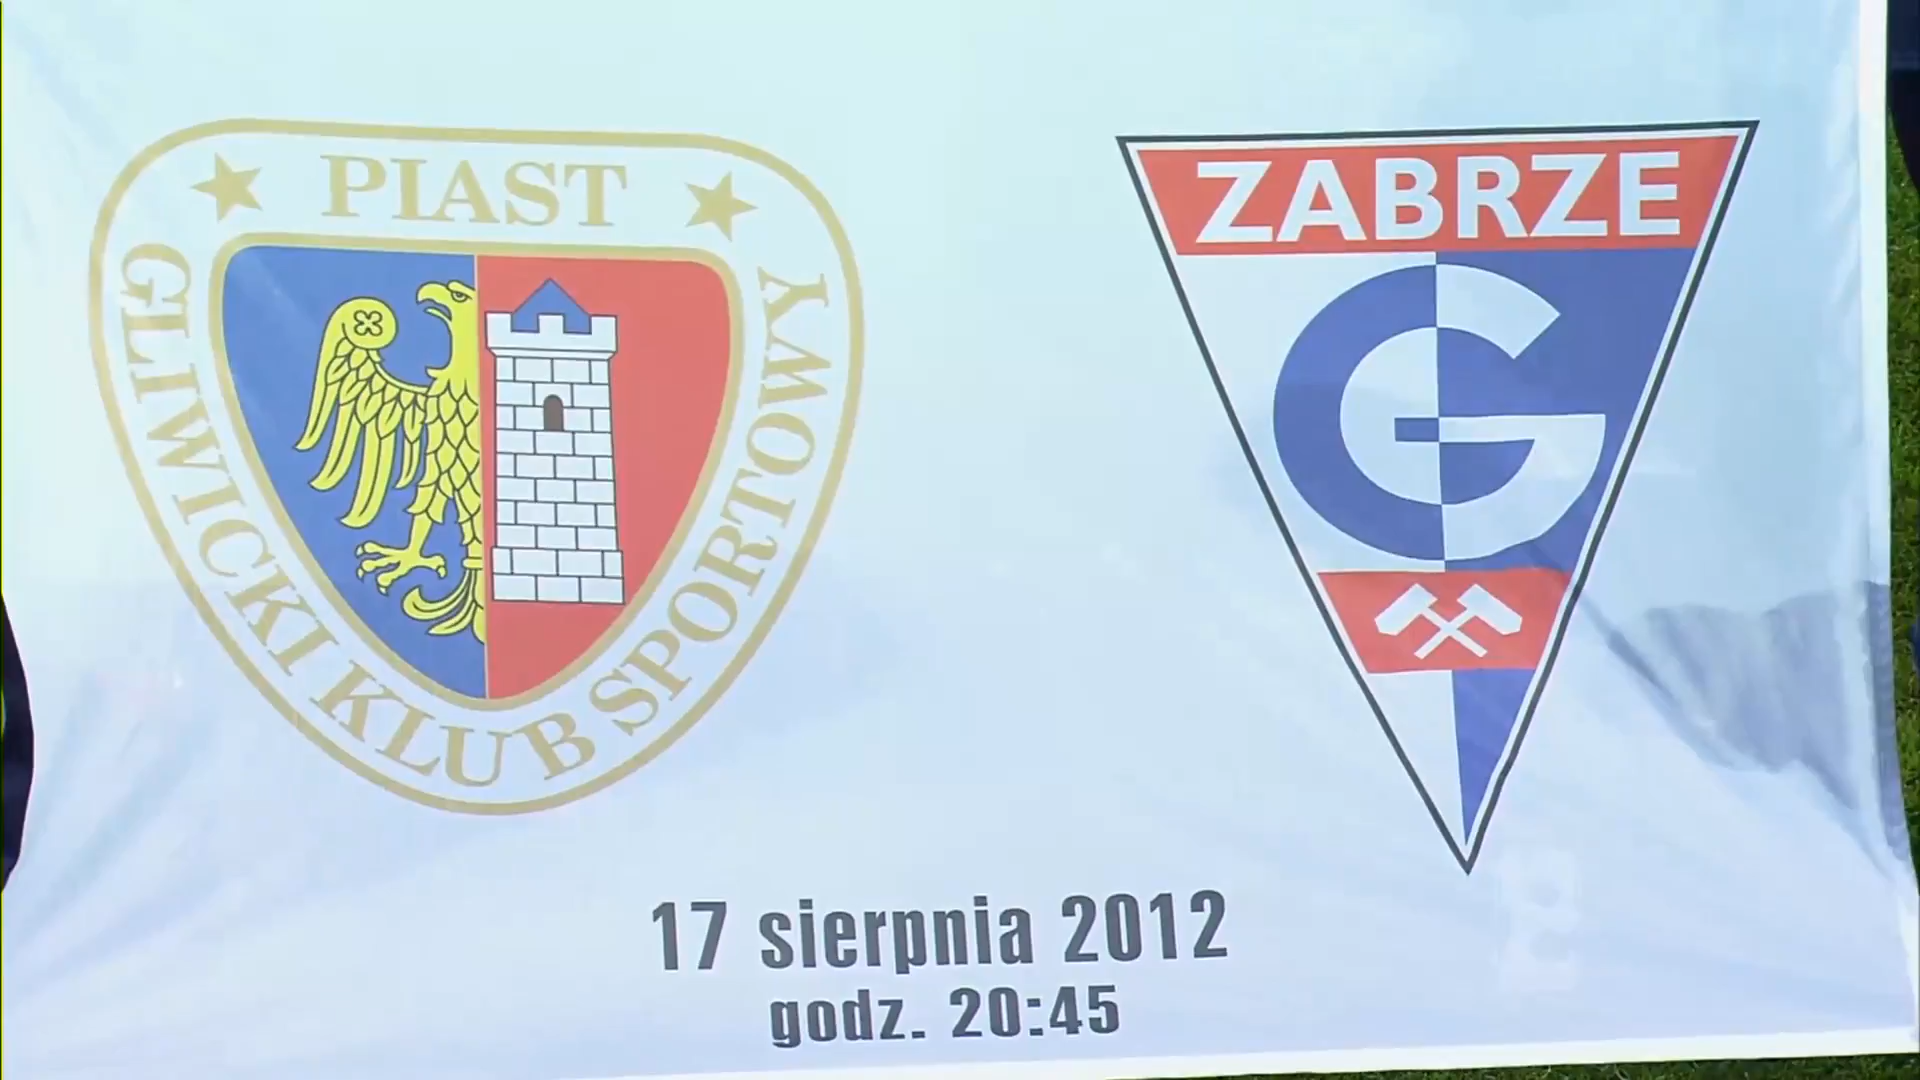 PIAST
GLIWICKI KLUB SPORTOWY
ZABRZE
G
17 sierpnia 2012
godz. 20:45